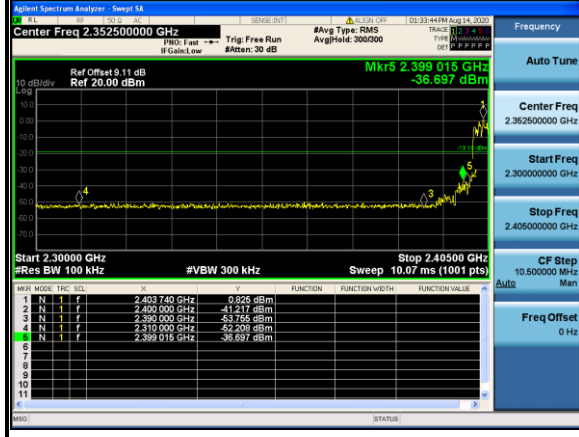 Agilent Spectrum Analyzer - Swept SA
RL RF 50 Ω AC SENSE:INT ALIGN OFF 01:33:44 PM Aug 14, 2020
Center Freq 2.352500000 GHz
PNO: Fast
IFGain:Low
Trig: Free Run
#Atten: 30 dB
#Avg Type: RMS
Avg|Hold: 300/300
TRACE 1 2 3 4 5 6
TYPE
DET P P P P P P
Ref Offset 9.11 dB
10 dB/div Ref 20.00 dBm
Log
Mkr5 2.399 015 GHz
-36.697 dBm
10.0
0.00
-10.0
-20.0
-30.0
-40.0
-50.0
-60.0
-70.0
1
5
2
4
3
Start 2.30000 GHz Stop 2.40500 GHz
#Res BW 100 kHz #VBW 300 kHz Sweep 10.07 ms (1001 pts)
MKR MODE TRC SCL X Y FUNCTION FUNCTION WIDTH FUNCTION VALUE
1 N 1 f 2.403 740 GHz 0.825 dBm
2 N 1 f 2.400 000 GHz -41.217 dBm
3 N 1 f 2.390 000 GHz -53.755 dBm
4 N 1 f 2.310 000 GHz -52.208 dBm
5 N 1 f 2.399 015 GHz -36.697 dBm
6
7
8
9
10
11
MSG STATUS
Frequency
Auto Tune
Center Freq
2.352500000 GHz
Start Freq
2.300000000 GHz
Stop Freq
2.405000000 GHz
CF Step
10.500000 MHz
Auto Man
Freq Offset
0 Hz